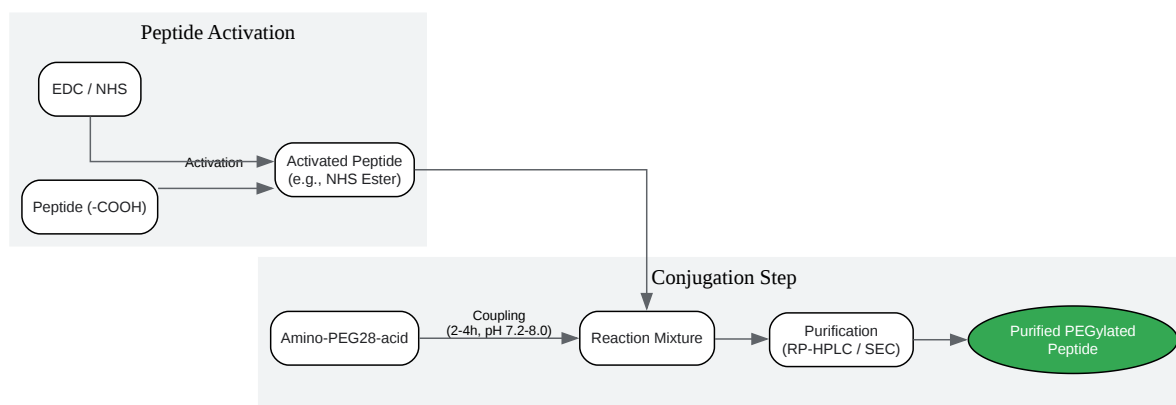 Peptide Activation
EDC / NHS
Activation
Activated Peptide
(e.g., NHS Ester)
Peptide (-COOH)
Conjugation Step
Amino-PEG28-acid
Coupling
(2-4h, pH 7.2-8.0)
Reaction Mixture
Purification
(RP-HPLC / SEC)
Purified PEGylated
Peptide